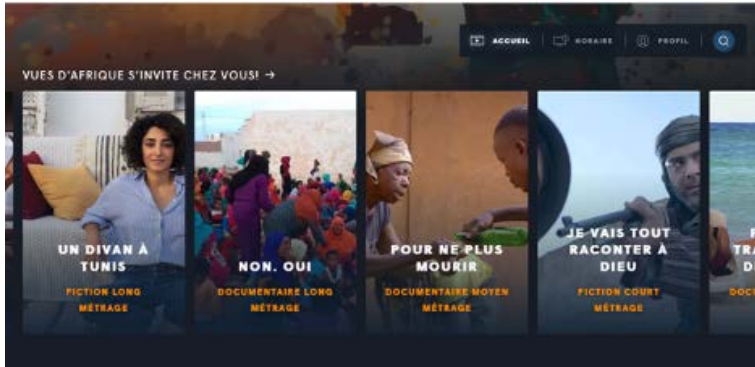 ACCUEIL
HORAIRE
PROFIL
VUES D'AFRIQUE S'INVITE CHEZ VOUS! →
UN DIVAN À
TUNIS
FICTION LONG
MÉTRAGE
NON. OUI
DOCUMENTAIRE LONG
MÉTRAGE
POUR NE PLUS
MOURIR
DOCUMENTAIRE MOYEN
MÉTRAGE
JE VAIS TOUT
RACONTER À
DIEU
FICTION COURT
MÉTRAGE